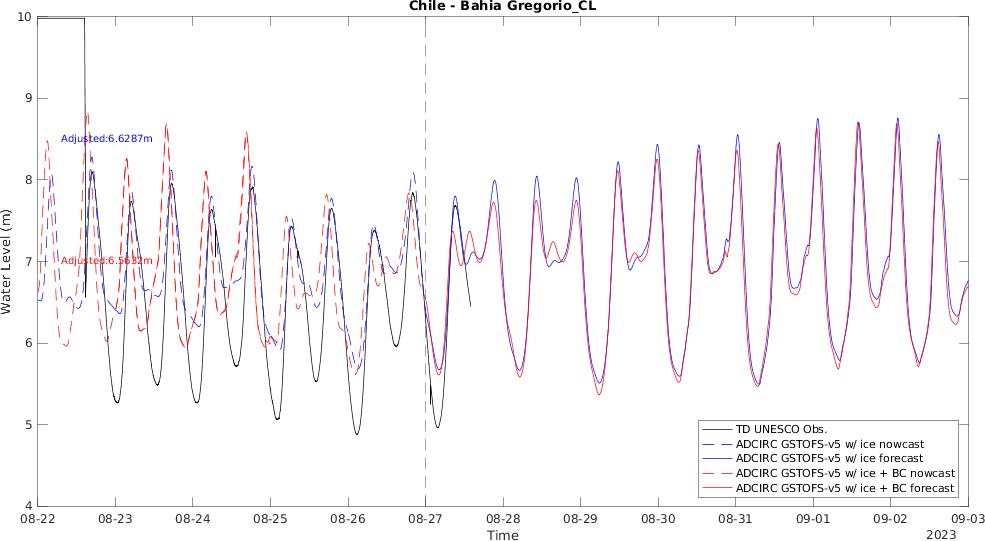 Chile - Bahia Gregorio_CL
Water Level (m)
10
9
8
7
6
5
4
Adjusted:6.6287m
Adjusted:6.5632m
TD UNESCO Obs.
ADCIRC GSTOFS-v5 w/ ice nowcast
ADCIRC GSTOFS-v5 w/ ice forecast
ADCIRC GSTOFS-v5 w/ ice + BC nowcast
ADCIRC GSTOFS-v5 w/ ice + BC forecast
08-22 08-23 08-24 08-25 08-26 08-27 08-28 08-29 08-30 08-31 09-01 09-02 09-03
Time
2023